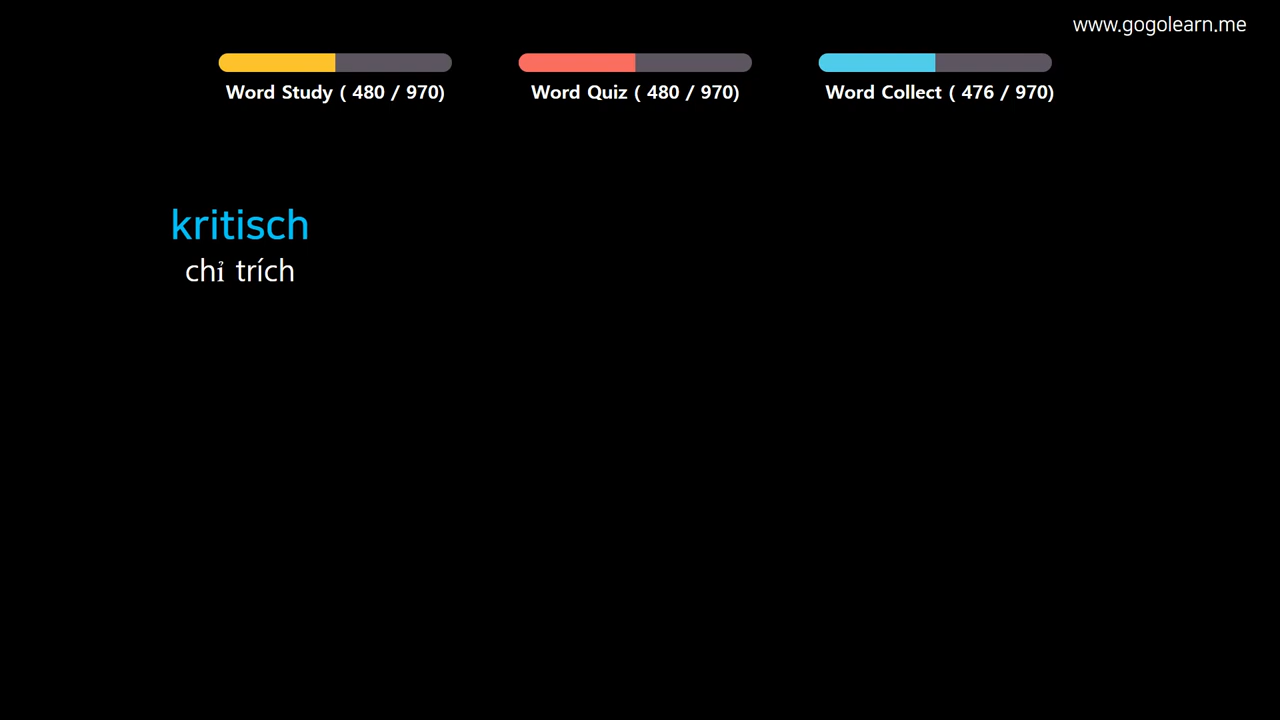 www.gogolearn.me
Word Study ( 480 / 970)
Word Quiz ( 480 / 970)
Word Collect ( 476 / 970)
kritisch
chỉ trích